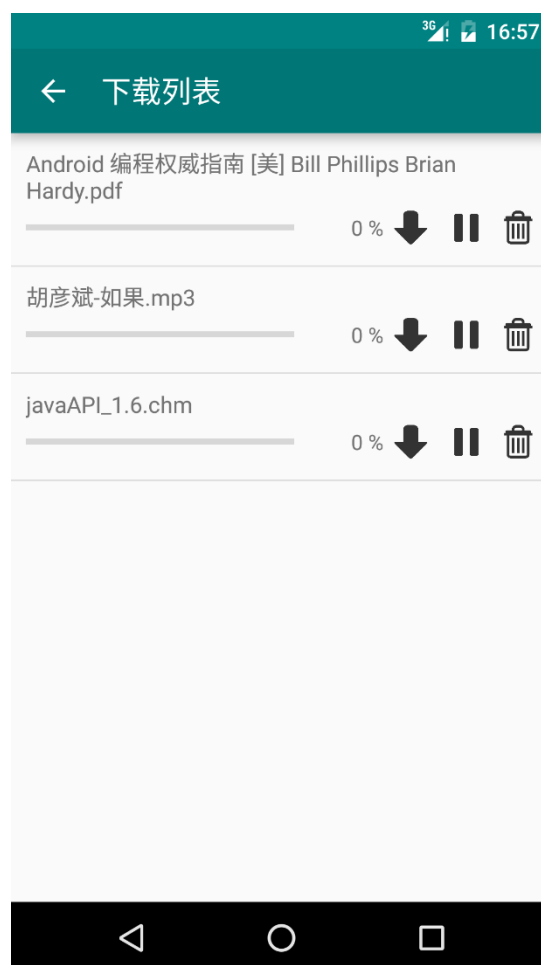 3G 16:57
下载列表
Android 编程权威指南 [美] Bill Phillips Brian
Hardy.pdf
0 %
胡彦斌-如果.mp3
0 %
javaAPI_1.6.chm
0 %